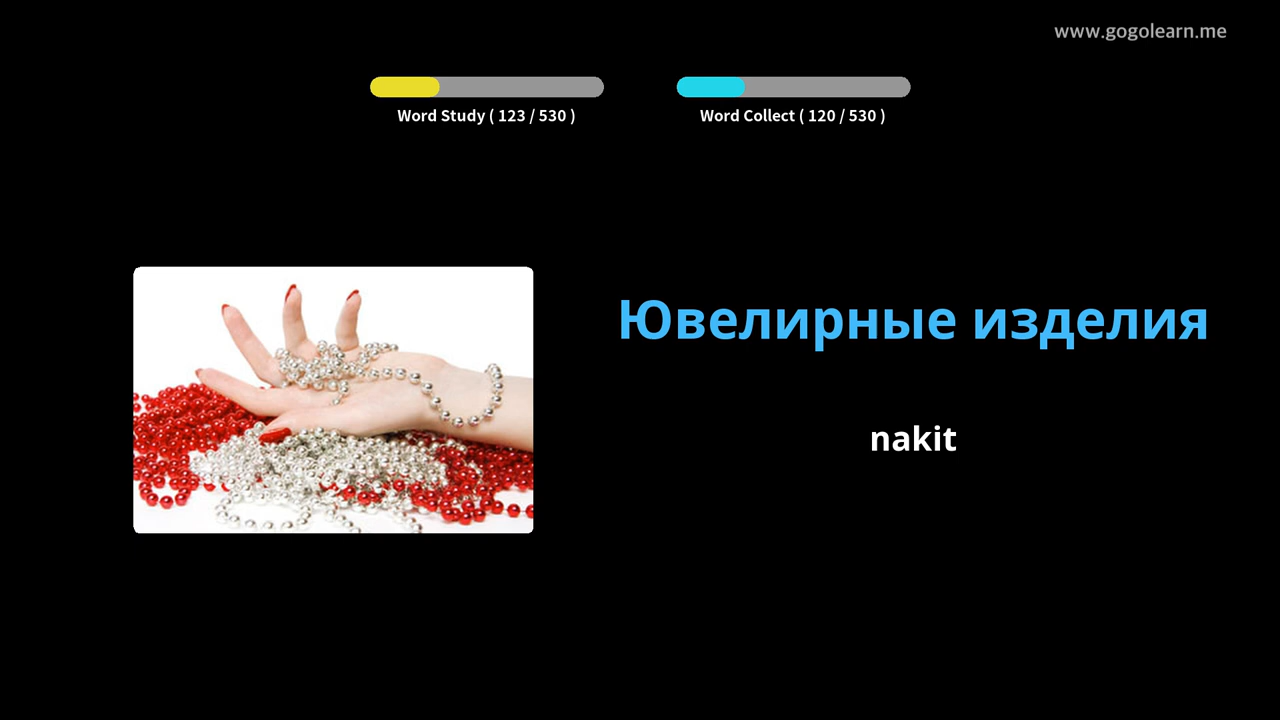 www.gogolearn.me
Word Study ( 123 / 530 )
Word Collect ( 120 / 530 )
Ювелирные изделия
nakit